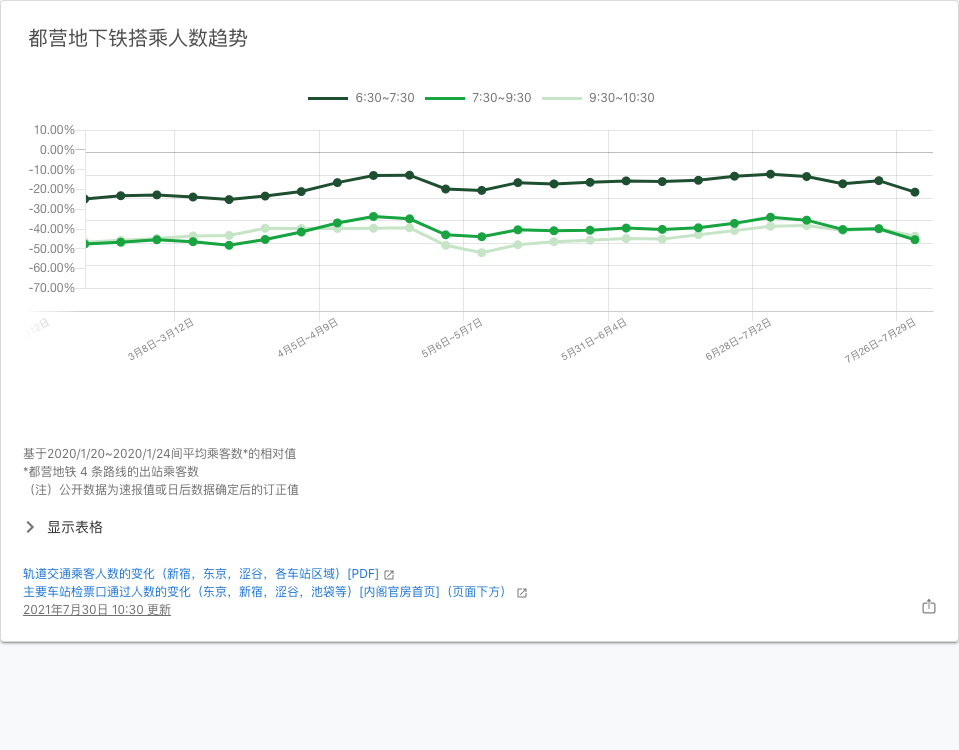 都营地下铁搭乘人数趋势
6:30~7:30 7:30~9:30 9:30~10:30
10.00%
0.00%
-10.00%
-20.00%
-30.00%
-40.00%
-50.00%
-60.00%
-70.00%
12日
3月8日~3月12日
4月5日~4月9日
5月6日~5月7日
5月31日~6月4日
6月28日~7月2日
7月26日~7月29日
基于2020/1/20~2020/1/24间平均乘客数*的相对值
*都营地铁 4 条路线的出站乘客数
（注）公开数据为速报值或日后数据确定后的订正值
显示表格
轨道交通乘客人数的变化（新宿，东京，涩谷，各车站区域）[PDF]
主要车站检票口通过人数的变化（东京，新宿，涩谷，池袋等）[内阁官房首页]（页面下方）
2021年7月30日 10:30 更新